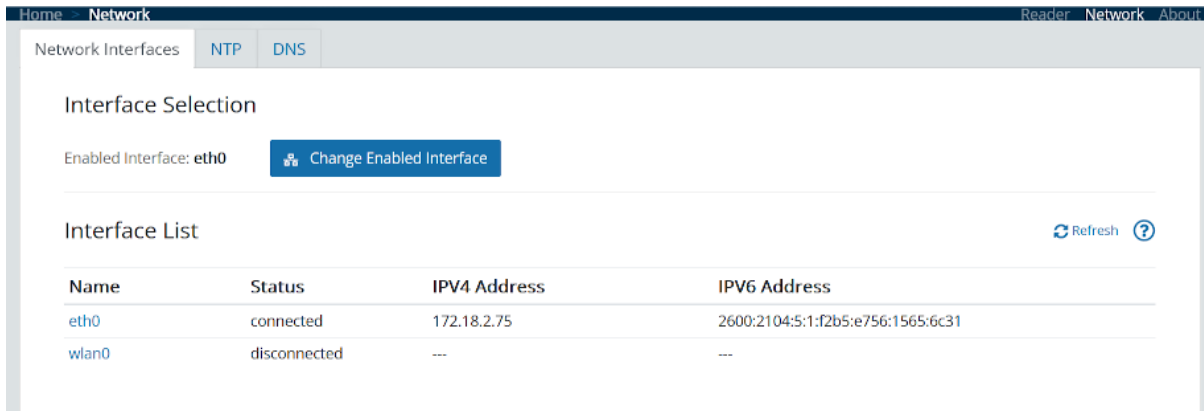 Home > Network Reader Network About
Network Interfaces NTP DNS
Interface Selection
Enabled Interface: eth0 Change Enabled Interface
Interface List Refresh ?
Name Status IPV4 Address IPV6 Address
eth0 connected 172.18.2.75 2600:2104:5:1:f2b5:e756:1565:6c31
wlan0 disconnected --- ---